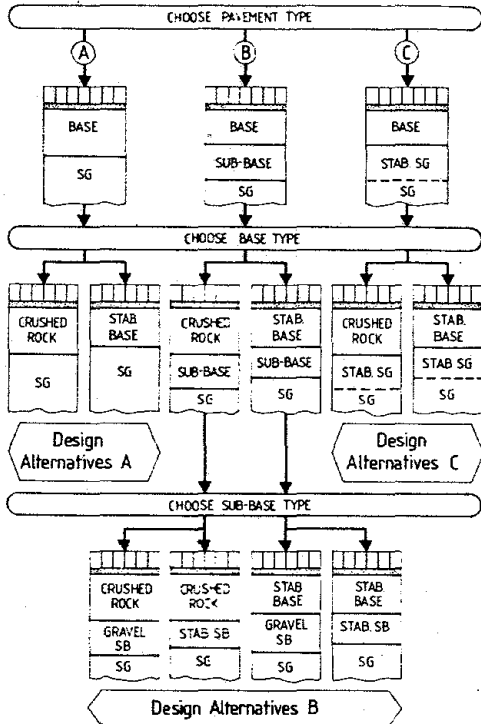 CHOOSE PAVEMENT TYPE
A
B
C
BASE
SG
BASE
SUB-BASE
SG
BASE
STAB. SG
SG
CHOOSE BASE TYPE
CRUSHED
ROCK
SG
STAB.
BASE
SG
CRUSHED
ROCK
SUB-BASE
SG
STAB.
BASE
SUB-BASE
SG
CRUSHED
ROCK
STAB. SG
SG
STAB.
BASE
STAB SG
SG
Design
Alternatives A
Design
Alternatives C
CHOOSE SUB-BASE TYPE
CRUSHED
ROCK
GRAVEL
SB
SG
CRUSHED
ROCK
STAB SB
SG
STAB
BASE
GRAVEL
SB
SG
STAB.
BASE
STAB. SB
SG
Design Alternatives B